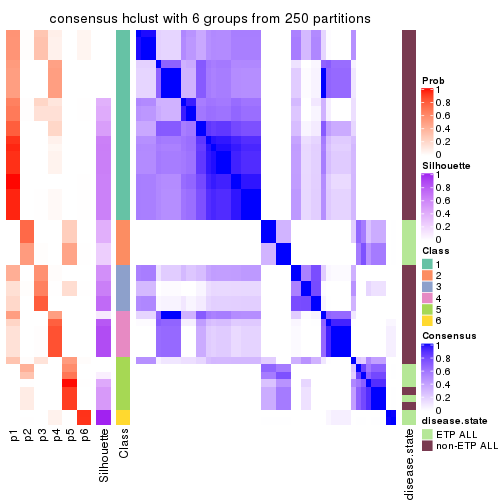 consensus hclust with 6 groups from 250 partitions
Prob
1
0.8
0.6
0.4
0.2
0
Silhouette
1
0.8
0.6
0.4
0.2
0
Class
1
2
3
4
5
6
Consensus
1
0.8
0.6
0.4
0.2
0
disease.state
ETP ALL
non-ETP ALL
p1
p2
p3
p4
p5
p6
Silhouette
Class
disease.state